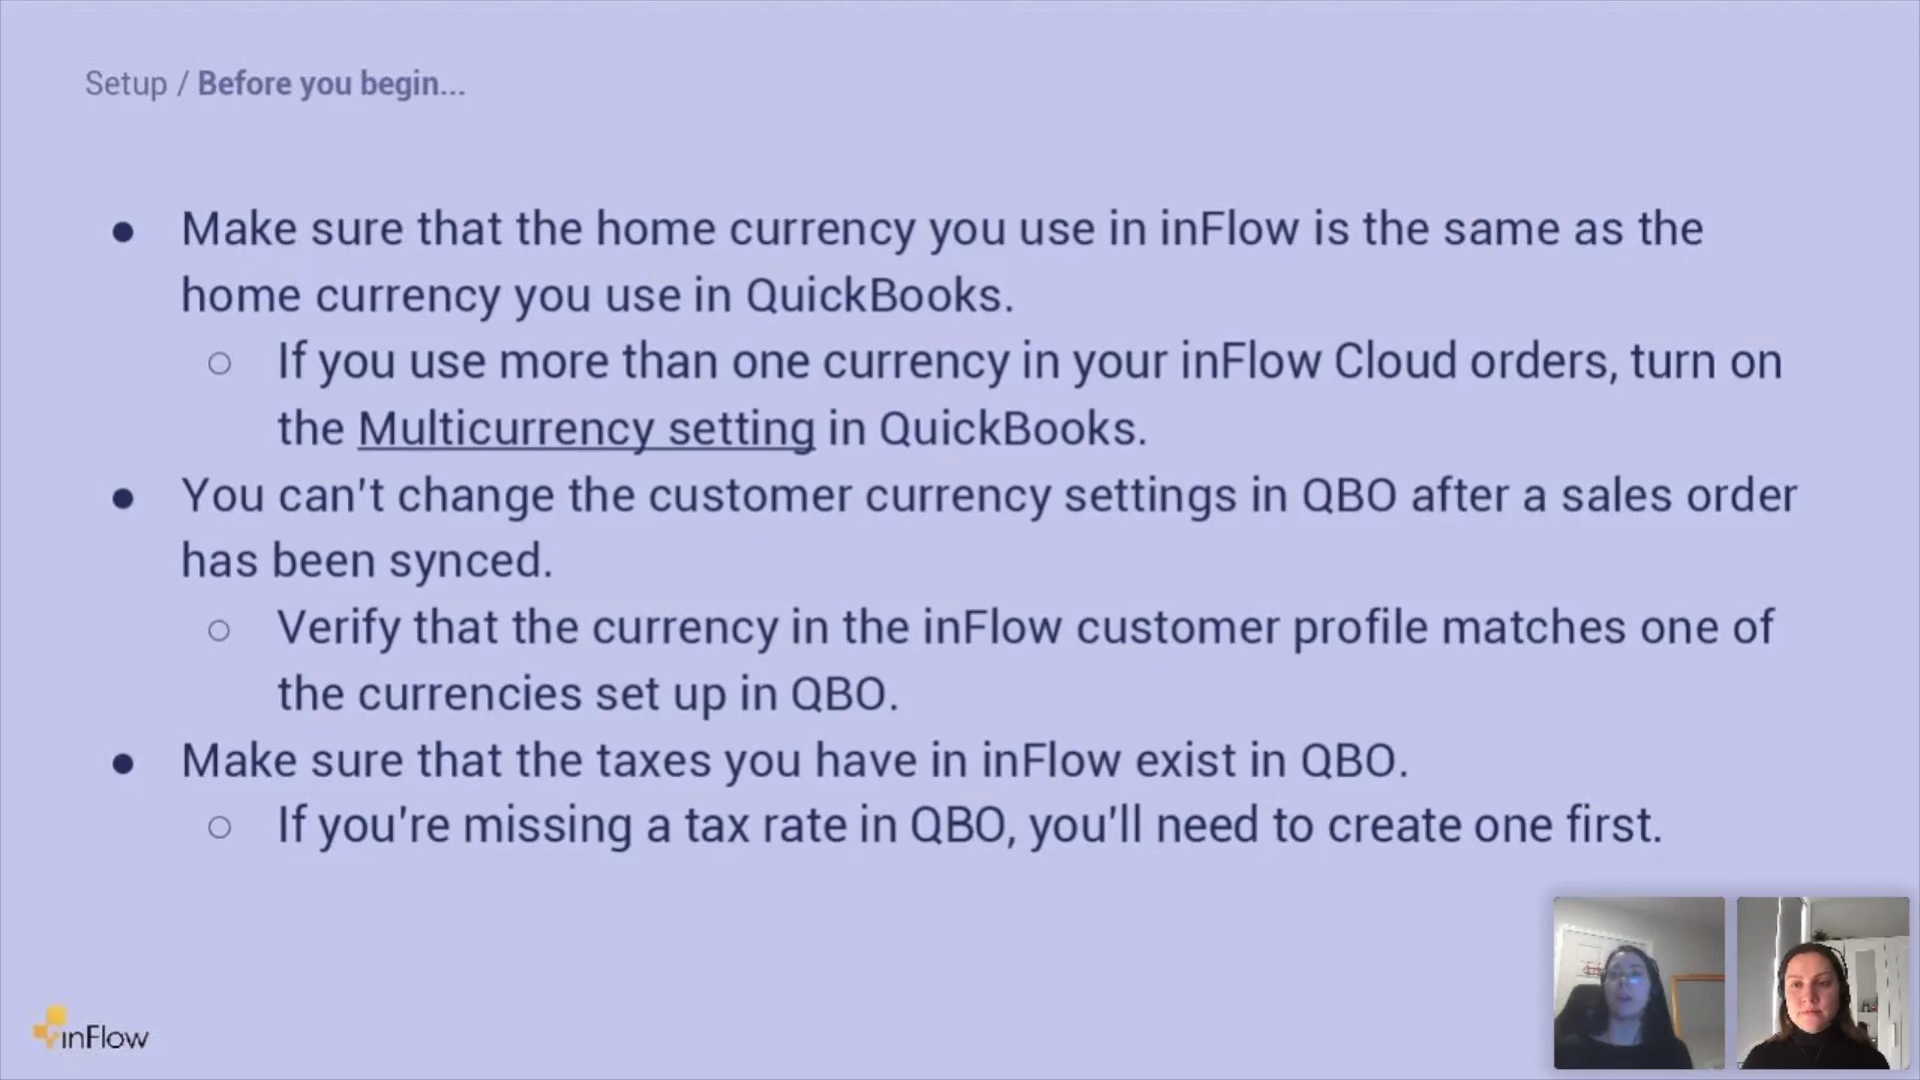 Setup / Before you begin...
● Make sure that the home currency you use in inFlow is the same as the
home currency you use in QuickBooks.
○ If you use more than one currency in your inFlow Cloud orders, turn on
the Multicurrency setting in QuickBooks.
● You can't change the customer currency settings in QBO after a sales order
has been synced.
○ Verify that the currency in the inFlow customer profile matches one of
the currencies set up in QBO.
● Make sure that the taxes you have in inFlow exist in QBO.
○ If you're missing a tax rate in QBO, you'll need to create one first.
inFlow